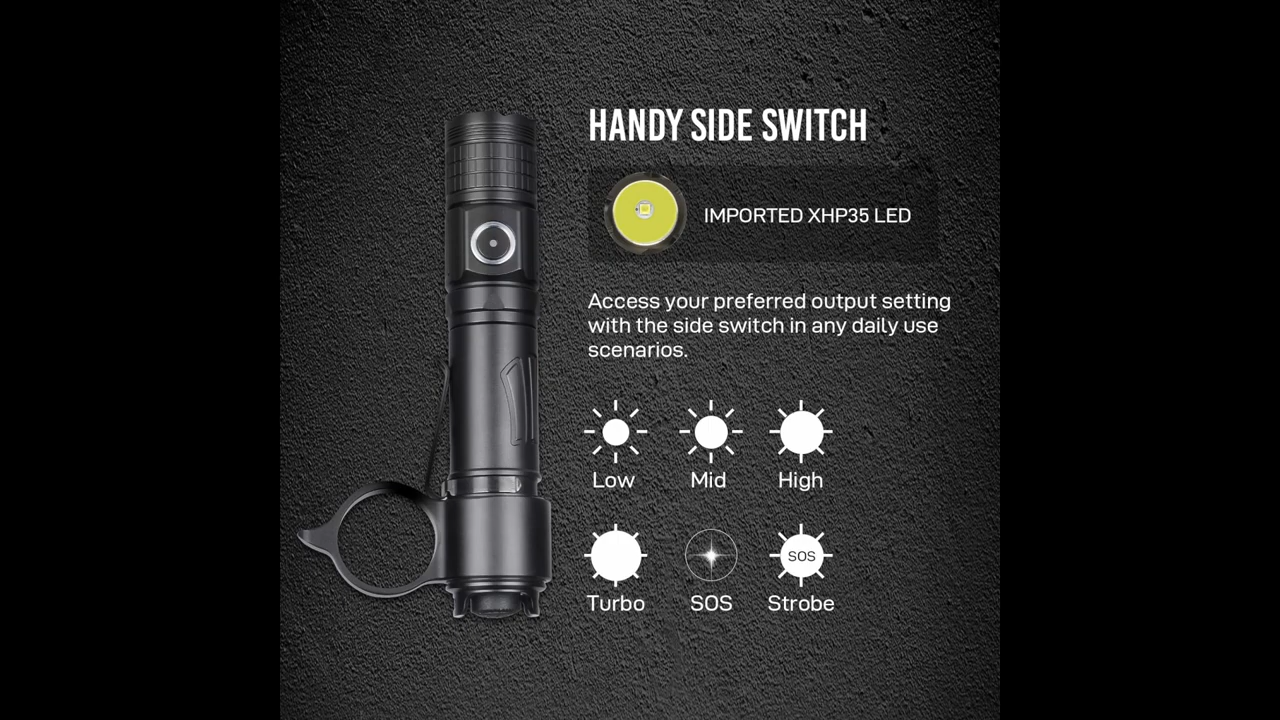 HANDY SIDE SWITCH
IMPORTED XHP35 LED
Access your preferred output setting
with the side switch in any daily use
scenarios.
Low Mid High
SOS
Turbo SOS Strobe